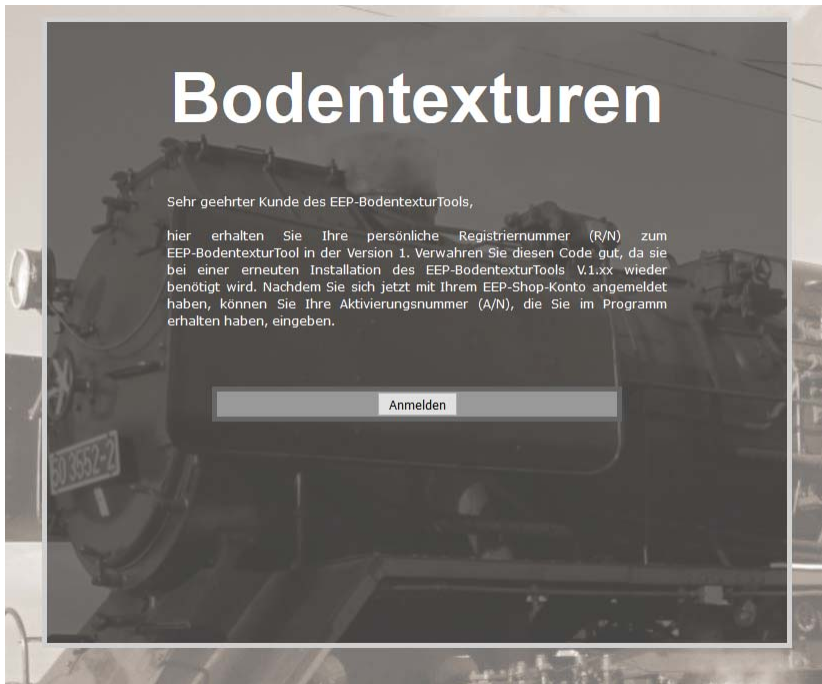 Bodentexturen
Sehr geehrter Kunde des EEP-BodentexturTools,
hier erhalten Sie Ihre persönliche Registriernummer (R/N) zum
EEP-BodentexturTool in der Version 1. Verwahren Sie diesen Code gut, da sie
bei einer erneuten Installation des EEP-BodentexturTools V.1.xx wieder
benötigt wird. Nachdem Sie sich jetzt mit Ihrem EEP-Shop-Konto angemeldet
haben, können Sie Ihre Aktivierungsnummer (A/N), die Sie im Programm
erhalten haben, eingeben.
Anmelden
50 3552-2